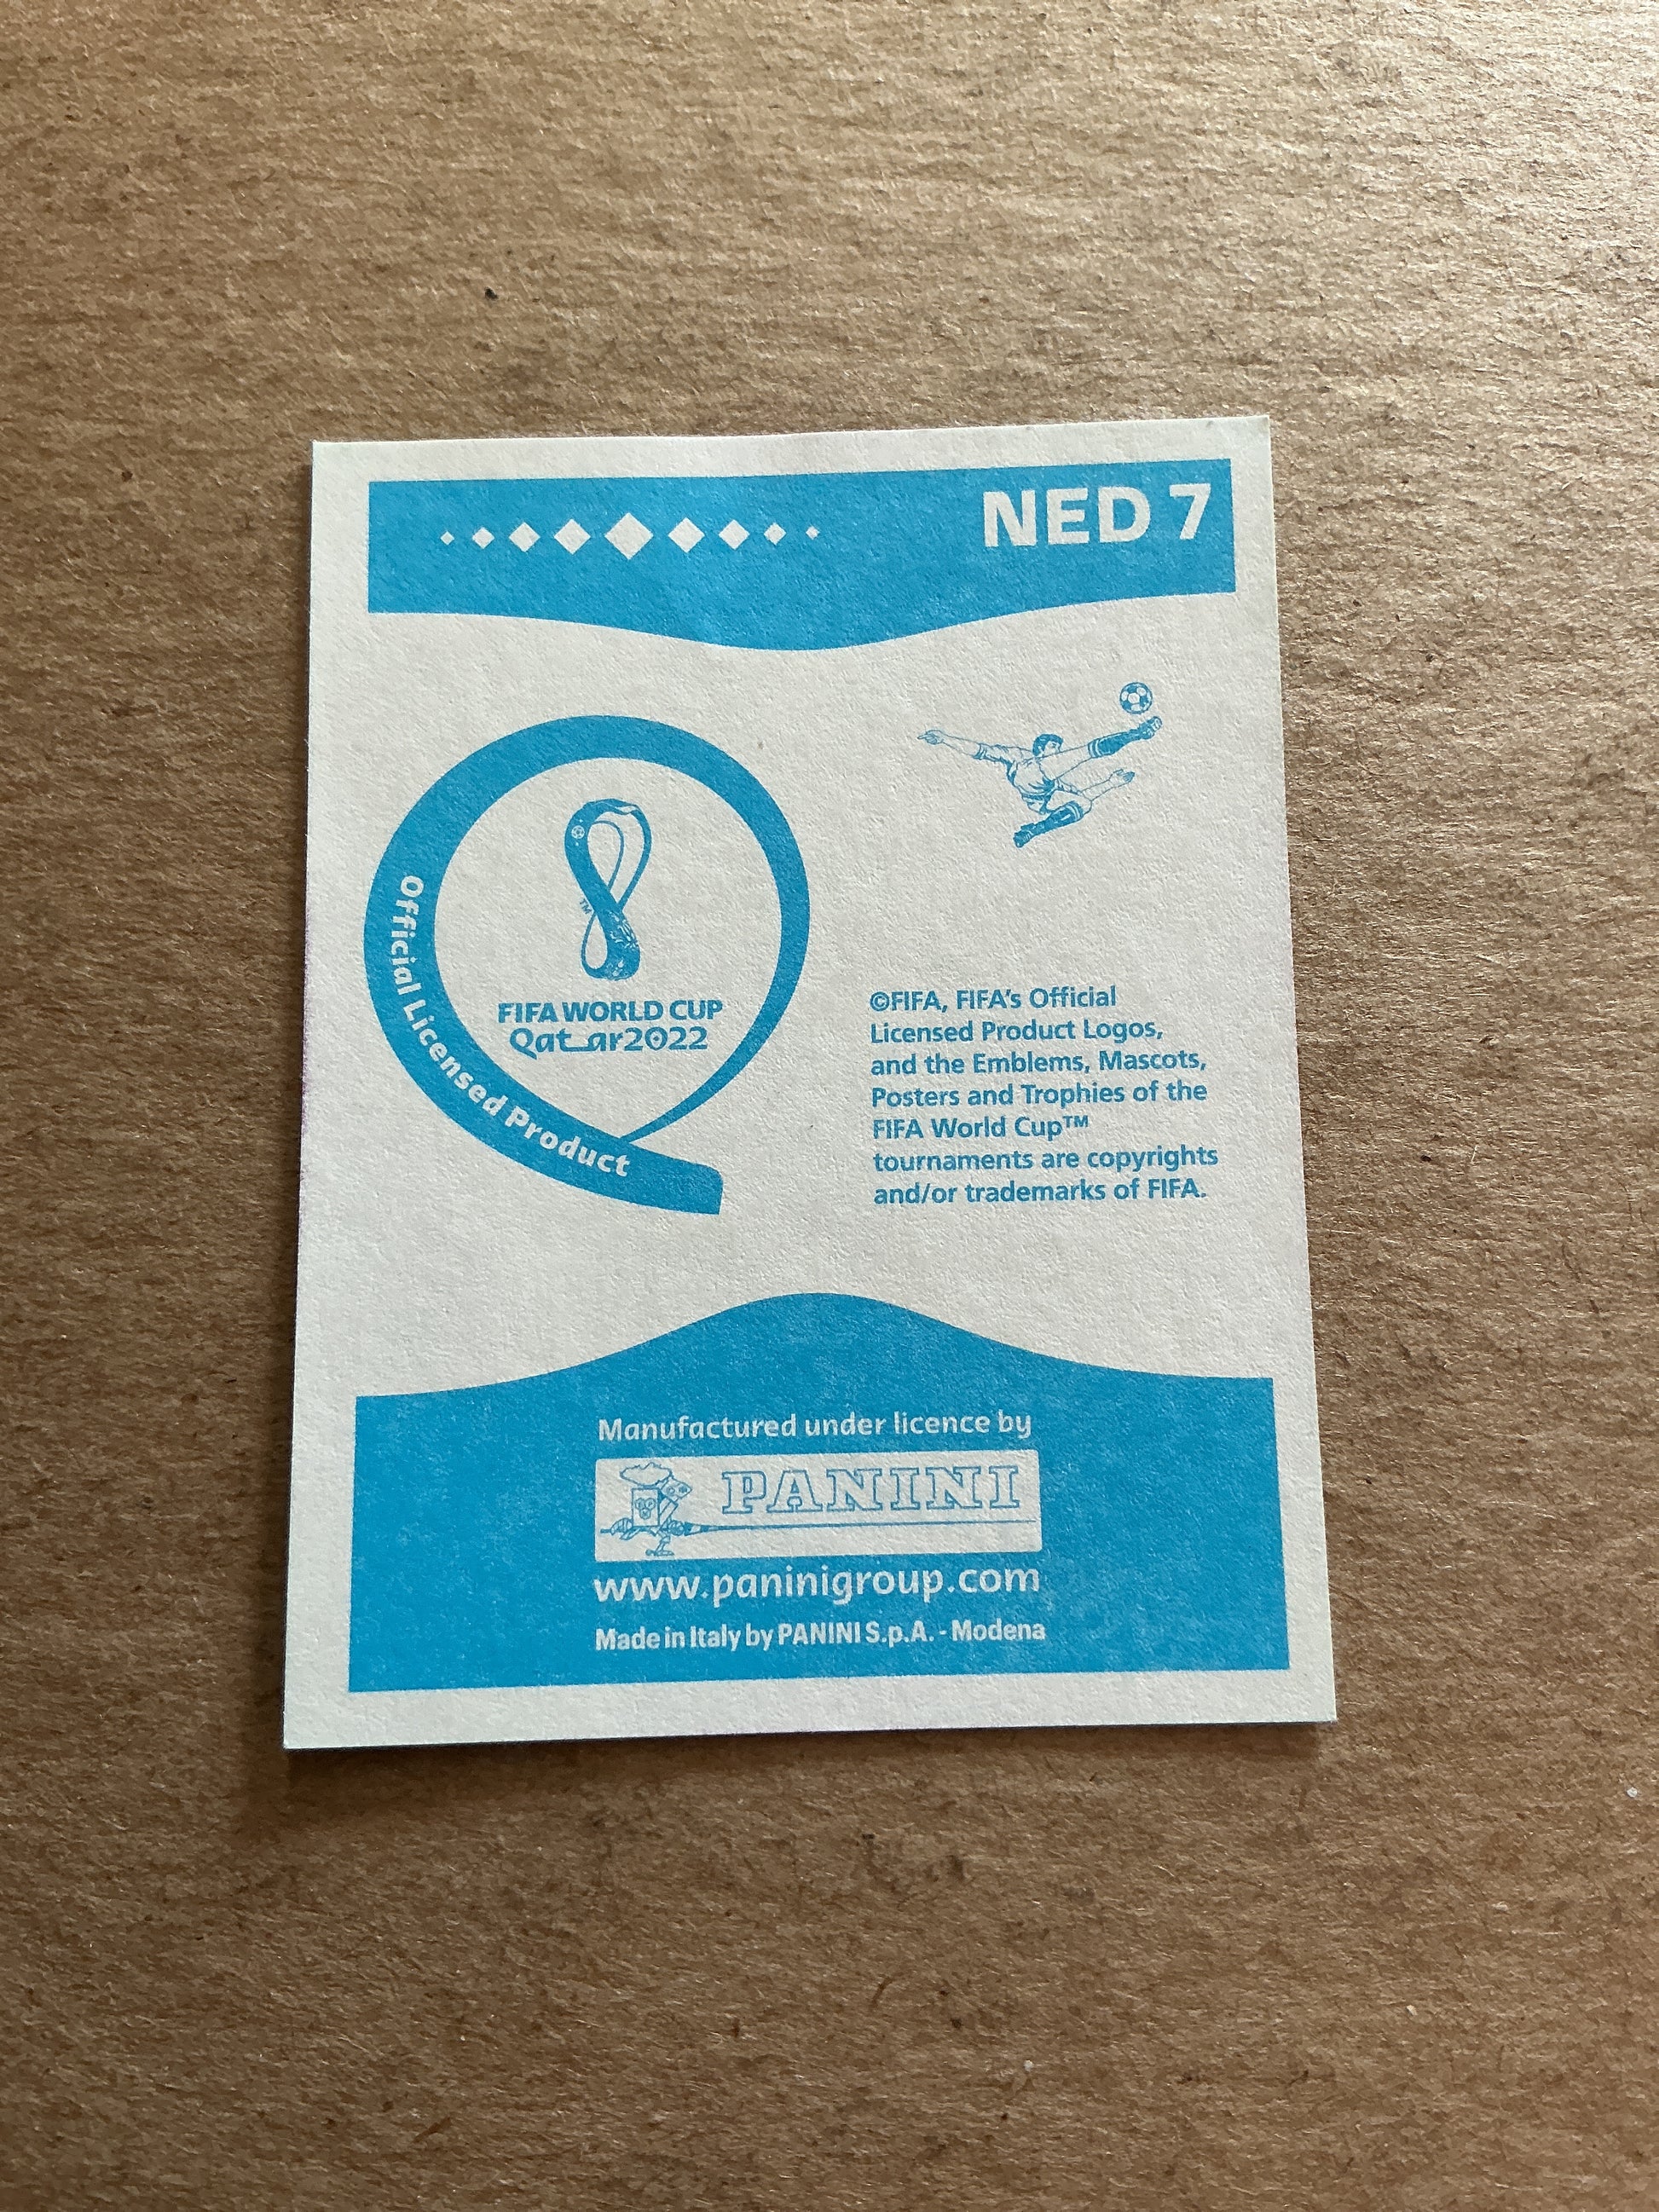 NED 7
Official Licensed Product
TM
FIFA WORLD CUP
Qatar2022
©FIFA, FIFA's Official
Licensed Product Logos,
and the Emblems, Mascots,
Posters and Trophies of the
FIFA World Cup™
tournaments are copyrights
and/or trademarks of FIFA.
Manufactured under licence by
PANINI
www.paninigroup.com
Made in Italy by PANINI S.p.A. - Modena